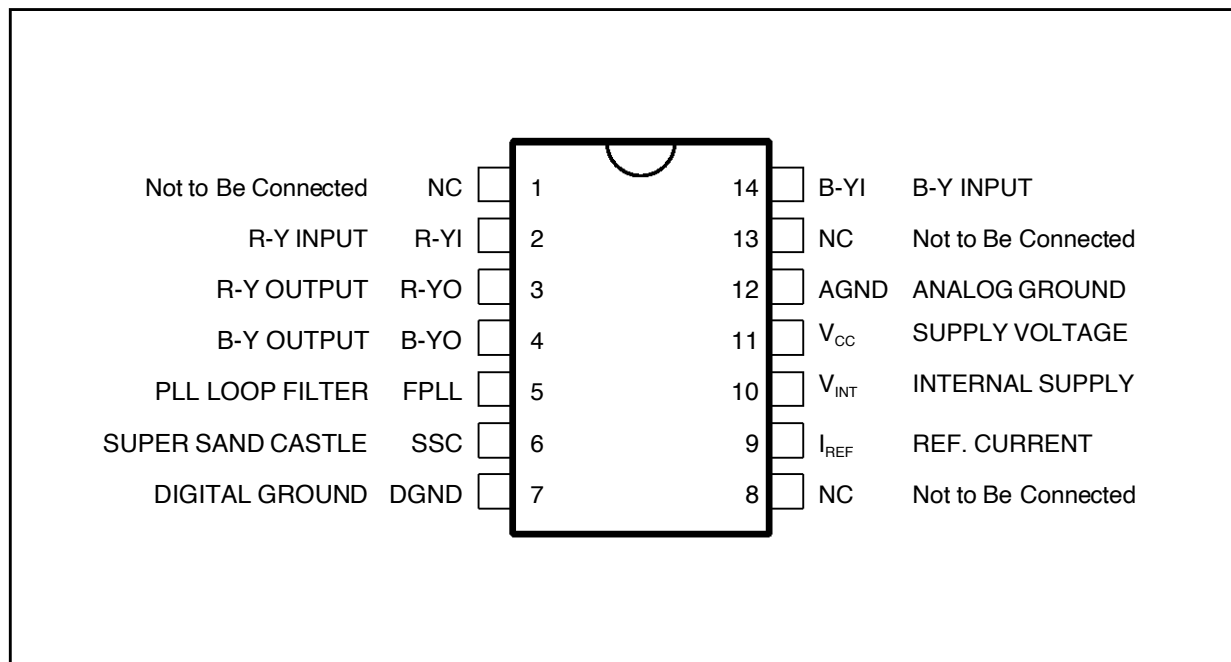 Not to Be Connected NC 1 14 B-YI B-Y INPUT
R-Y INPUT R-YI 2 13 NC Not to Be Connected
R-Y OUTPUT R-YO 3 12 AGND ANALOG GROUND
B-Y OUTPUT B-YO 4 11 VCC SUPPLY VOLTAGE
PLL LOOP FILTER FPLL 5 10 VINT INTERNAL SUPPLY
SUPER SAND CASTLE SSC 6 9 IREF REF. CURRENT
DIGITAL GROUND DGND 7 8 NC Not to Be Connected